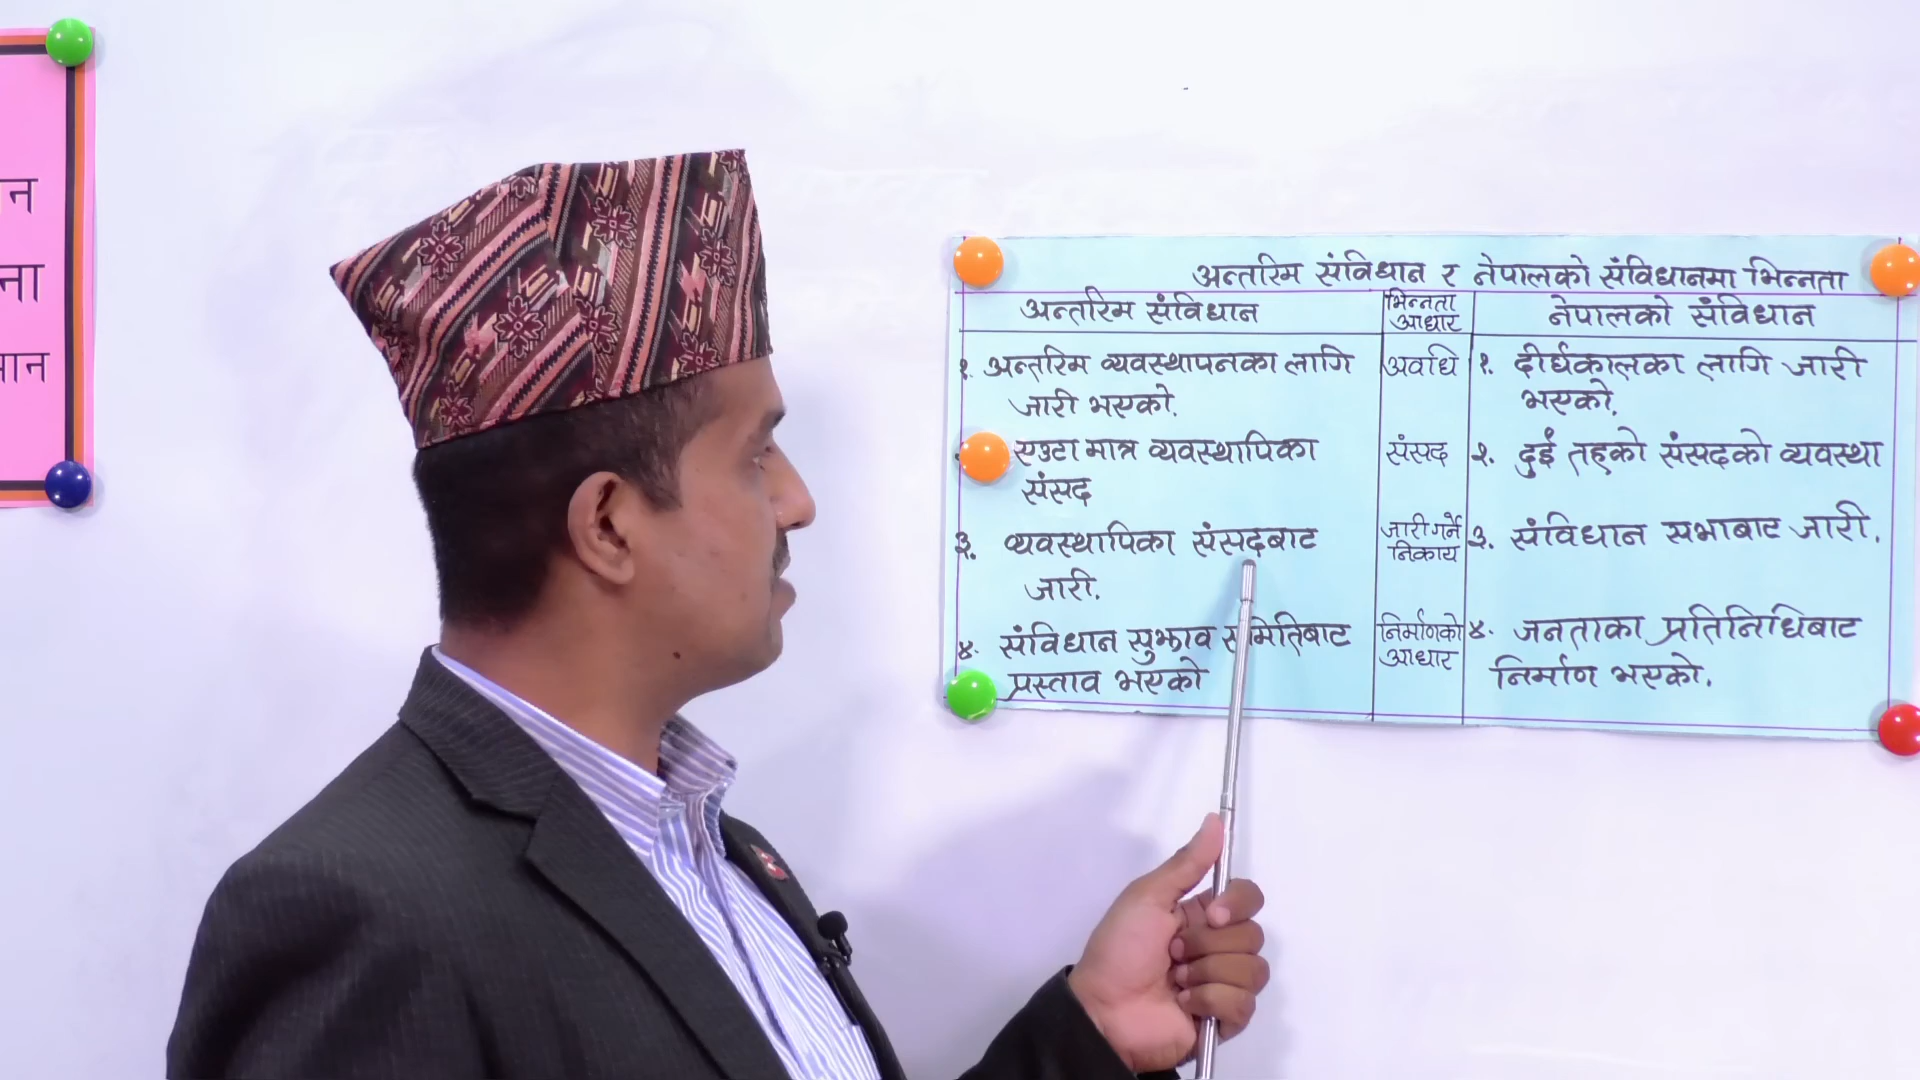 न
ना
मान
अन्तरिम संविधान र नेपालको संविधानमा भिन्नता
अन्तरिम संविधान
भिन्नता
आधार
नेपालको संविधान
१. अन्तरिम व्यवस्थापनका लागि
जारी भएको.
अवधि
१. दीर्घकालका लागि जारी
भएको.
एउटा मात्र व्यवस्थापिका
संसद
संसद
२. दुई तहको संसदको व्यवस्था
३. व्यवस्थापिका संसदबाट
जारी.
जारी गर्ने
निकाय
३. संविधान सभाबाट जारी.
४. संविधान सुझाव समितिबाट
प्रस्ताव भएको
निर्माणको
आधार
४. जनताका प्रतिनिधिबाट
निर्माण भएको.